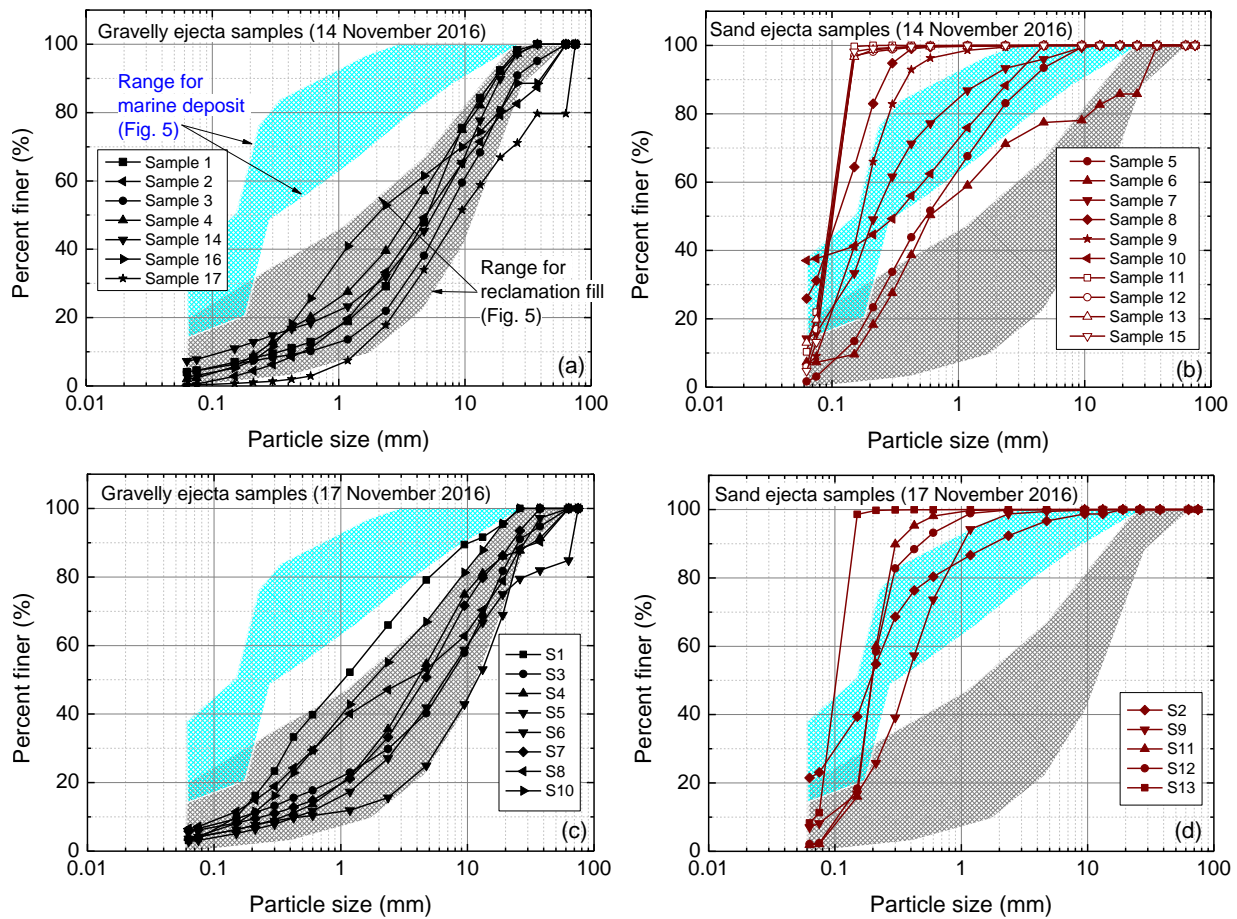 Gravelly ejecta samples (14 November 2016)
Range for
marine deposit
(Fig. 5)
Sample 1
Sample 2
Sample 3
Sample 4
Sample 14
Sample 16
Sample 17
Range for
reclamation fill
(Fig. 5)
(a)
Percent finer (%)
100
80
60
40
20
0
0.01
0.1
1
10
100
Particle size (mm)
Sand ejecta samples (14 November 2016)
Sample 5
Sample 6
Sample 7
Sample 8
Sample 9
Sample 10
Sample 11
Sample 12
Sample 13
Sample 15
(b)
Percent finer (%)
100
80
60
40
20
0
0.01
0.1
1
10
100
Particle size (mm)
Gravelly ejecta samples (17 November 2016)
S1
S3
S4
S5
S6
S7
S8
S10
(c)
Percent finer (%)
100
80
60
40
20
0
0.01
0.1
1
10
100
Particle size (mm)
Sand ejecta samples (17 November 2016)
S2
S9
S11
S12
S13
(d)
Percent finer (%)
100
80
60
40
20
0
0.01
0.1
1
10
100
Particle size (mm)